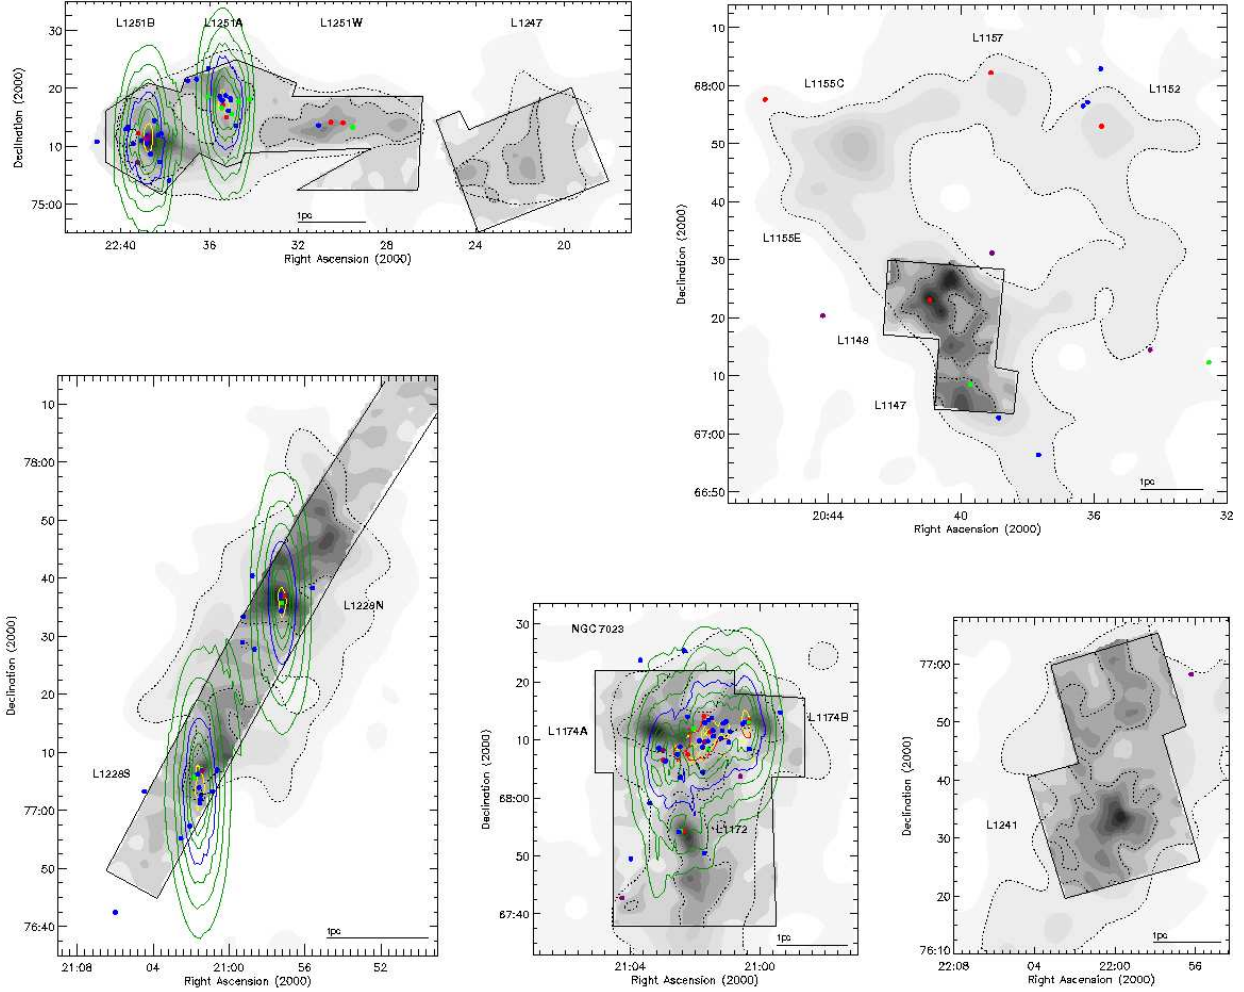 L1251B L1251A L1251W L1247
30
20
10
75:00
Declination (2000)
1pc
22:40 36 32 28 24 20
Right Ascension (2000)
10
68:00
50
40
30
20
10
67:00
66:50
Declination (2000)
L1157
L1155C
L1152
L1155E
L1148
L1147
1pc
20:44 40 36 32
Right Ascension (2000)
10
78:00
50
40
30
20
10
77:00
50
76:40
Declination (2000)
L1228N
L1228S
1pc
21:08 04 21:00 56 52
Right Ascension (2000)
30
20
10
68:00
50
67:40
Declination (2000)
NGC 7023
L1174A
L1174B
L1172
1pc
21:04 21:00
Right Ascension (2000)
77:00
50
40
30
20
76:10
Declination (2000)
L1241
1pc
22:08 04 22:00 56
Right Ascension (2000)